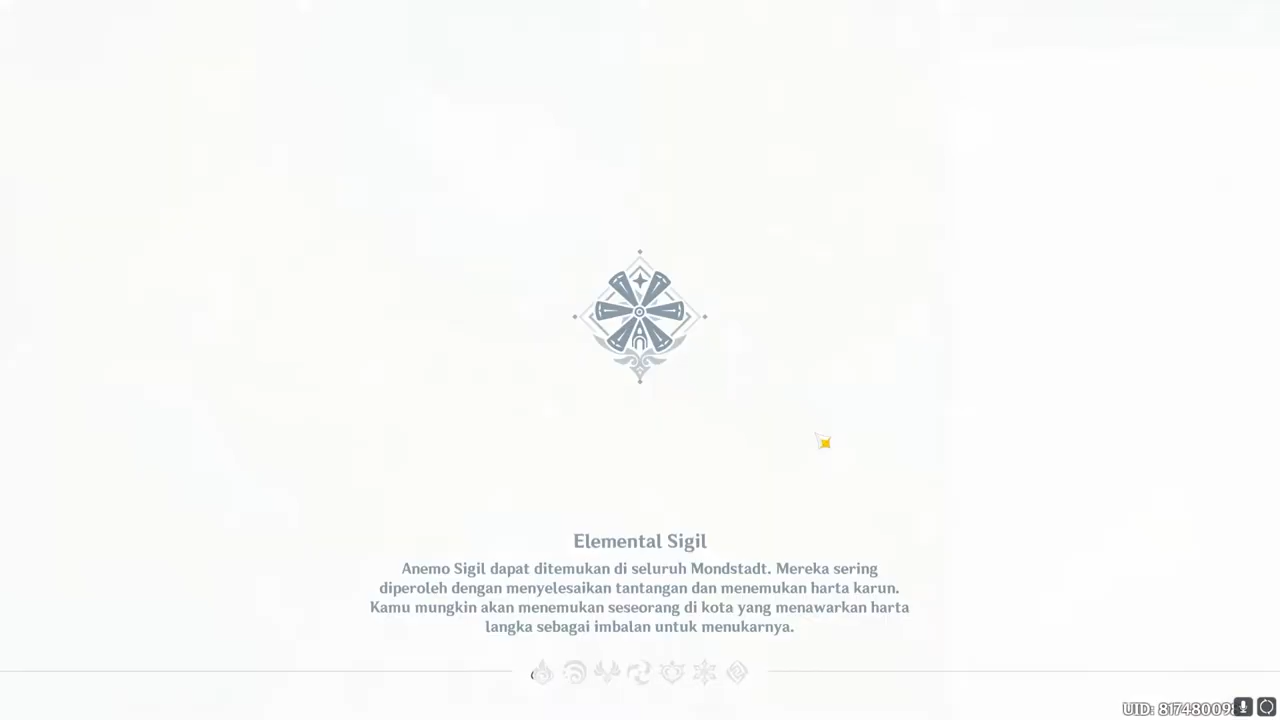 Elemental Sigil
Anemo Sigil dapat ditemukan di seluruh Mondstadt. Mereka sering
diperoleh dengan menyelesaikan tantangan dan menemukan harta karun.
Kamu mungkin akan menemukan seseorang di kota yang menawarkan harta
langka sebagai imbalan untuk menukarnya.
UID: